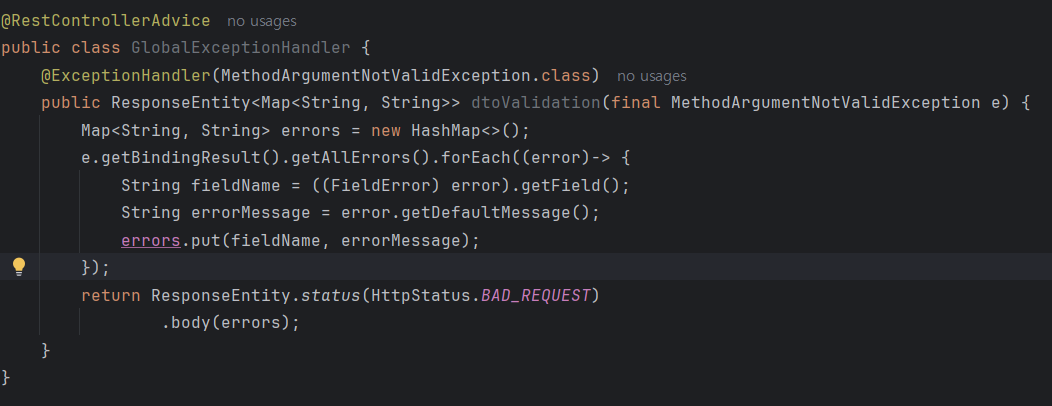 @RestControllerAdvice no usages
public class GlobalExceptionHandler {
    @ExceptionHandler(MethodArgumentNotValidException.class) no usages
    public ResponseEntity<Map<String, String>> dtoValidation(final MethodArgumentNotValidException e) {
        Map<String, String> errors = new HashMap<>();
        e.getBindingResult().getAllErrors().forEach((error)-> {
            String fieldName = ((FieldError) error).getField();
            String errorMessage = error.getDefaultMessage();
            errors.put(fieldName, errorMessage);
        });
        return ResponseEntity.status(HttpStatus.BAD_REQUEST)
                .body(errors);
    }
}